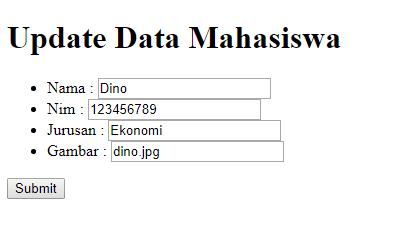 Update Data Mahasiswa
Nama : Dino
Nim : 123456789
Jurusan : Ekonomi
Gambar : dino.jpg
Submit